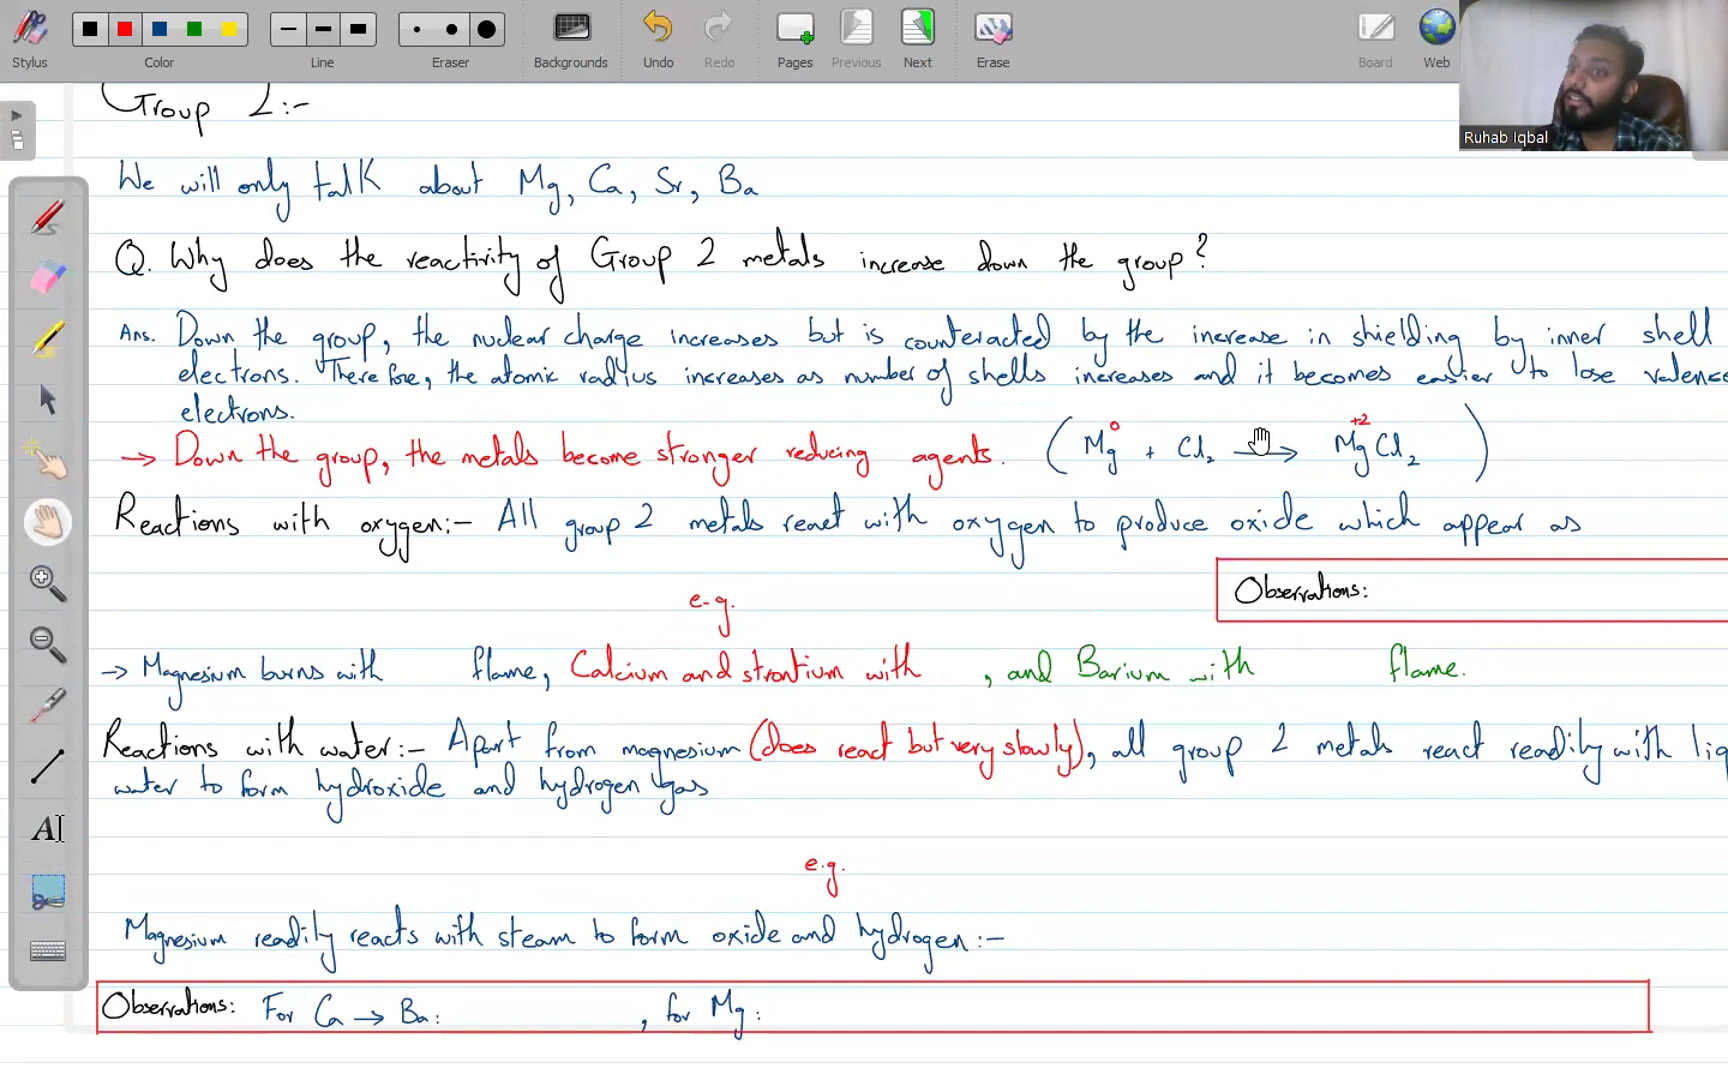 Stylus
Color
Line
Eraser
Backgrounds
Undo
Redo
Pages
Previous
Next
Erase
Board
Web
Ruhab Iqbal
Group 2:-
We will only talk about Mg, Ca, Sr, Ba
Q. Why does the reactivity of Group 2 metals increase down the group?
Ans. Down the group, the nuclear charge increases but is counteracted by the increase in shielding by inner shell
electrons. Therefore, the atomic radius increases as number of shells increases and it becomes easier to lose valence
electrons.
→ Down the group, the metals become stronger reducing agents. (Mg⁰ + Cl₂ → Mg⁺²Cl₂)
Reactions with oxygen:- All group 2 metals react with oxygen to produce oxide which appear as
Observations:
e.g.
→ Magnesium burns with flame, Calcium and strontium with , and Barium with flame.
Reactions with water:- Apart from magnesium (does react but very slowly), all group 2 metals react readily with liq
water to form hydroxide and hydrogen gas
e.g.
Magnesium readily reacts with steam to form oxide and hydrogen:-
Observations: For Ca → Ba: , for Mg: